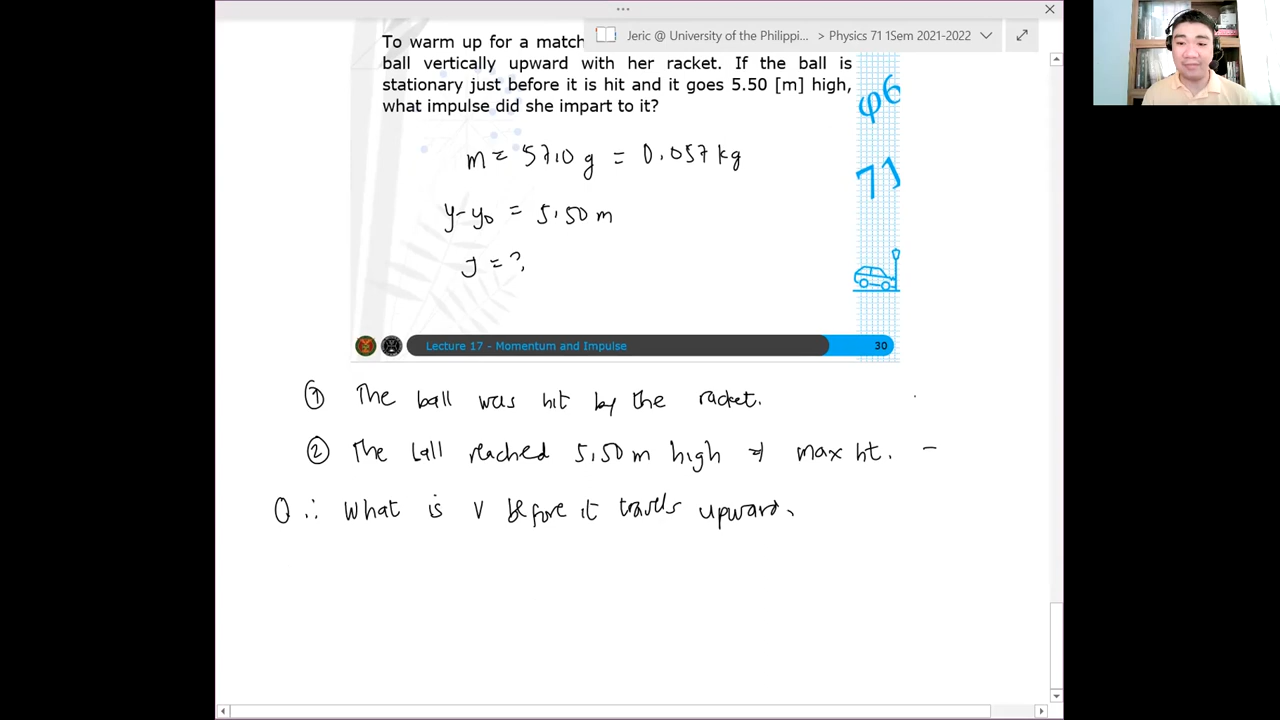 Jeric @ University of the Philippi... > Physics 71 1Sem 2021-2022
To warm up for a match
ball vertically upward with her racket. If the ball is
stationary just before it is hit and it goes 5.50 [m] high,
what impulse did she impart to it?
m = 57.0 g = 0.057 kg
y-y₀ = 5.50 m
J = ?
71
Lecture 17 - Momentum and Impulse
30
① The ball was hit by the racket.
② The ball reached 5.50 m high ⇒ max ht. -
Q ∴ What is v before it travels upward.